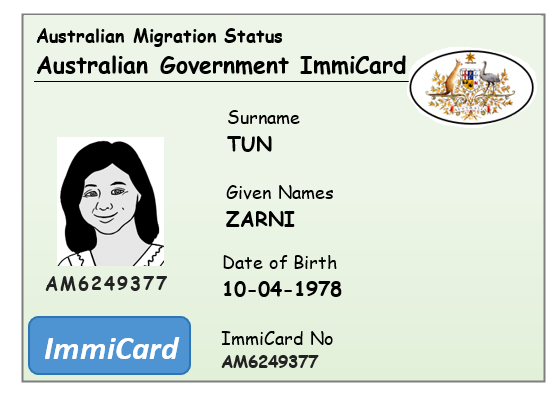 Australian Migration Status
Australian Government ImmiCard
Surname
TUN
Given Names
ZARNI
Date of Birth
10-04-1978
AM6249377
ImmiCard
ImmiCard No
AM6249377